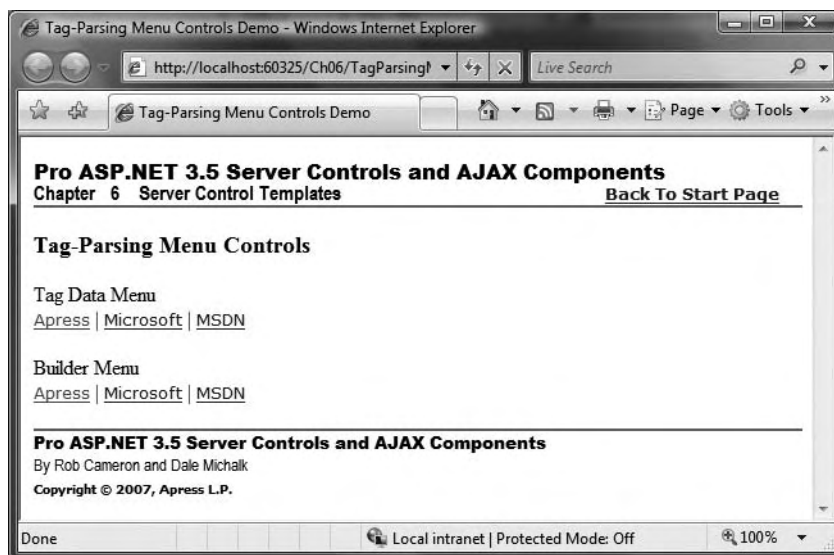 Tag-Parsing Menu Controls Demo - Windows Internet Explorer
http://localhost:60325/Ch06/TagParsingM
Live Search
Tag-Parsing Menu Controls Demo
Page
Tools
Pro ASP.NET 3.5 Server Controls and AJAX Components
Chapter 6 Server Control Templates
Back To Start Page
Tag-Parsing Menu Controls
Tag Data Menu
Apress | Microsoft | MSDN
Builder Menu
Apress | Microsoft | MSDN
Pro ASP.NET 3.5 Server Controls and AJAX Components
By Rob Cameron and Dale Michalk
Copyright © 2007, Apress L.P.
Done
Local intranet | Protected Mode: Off
100%